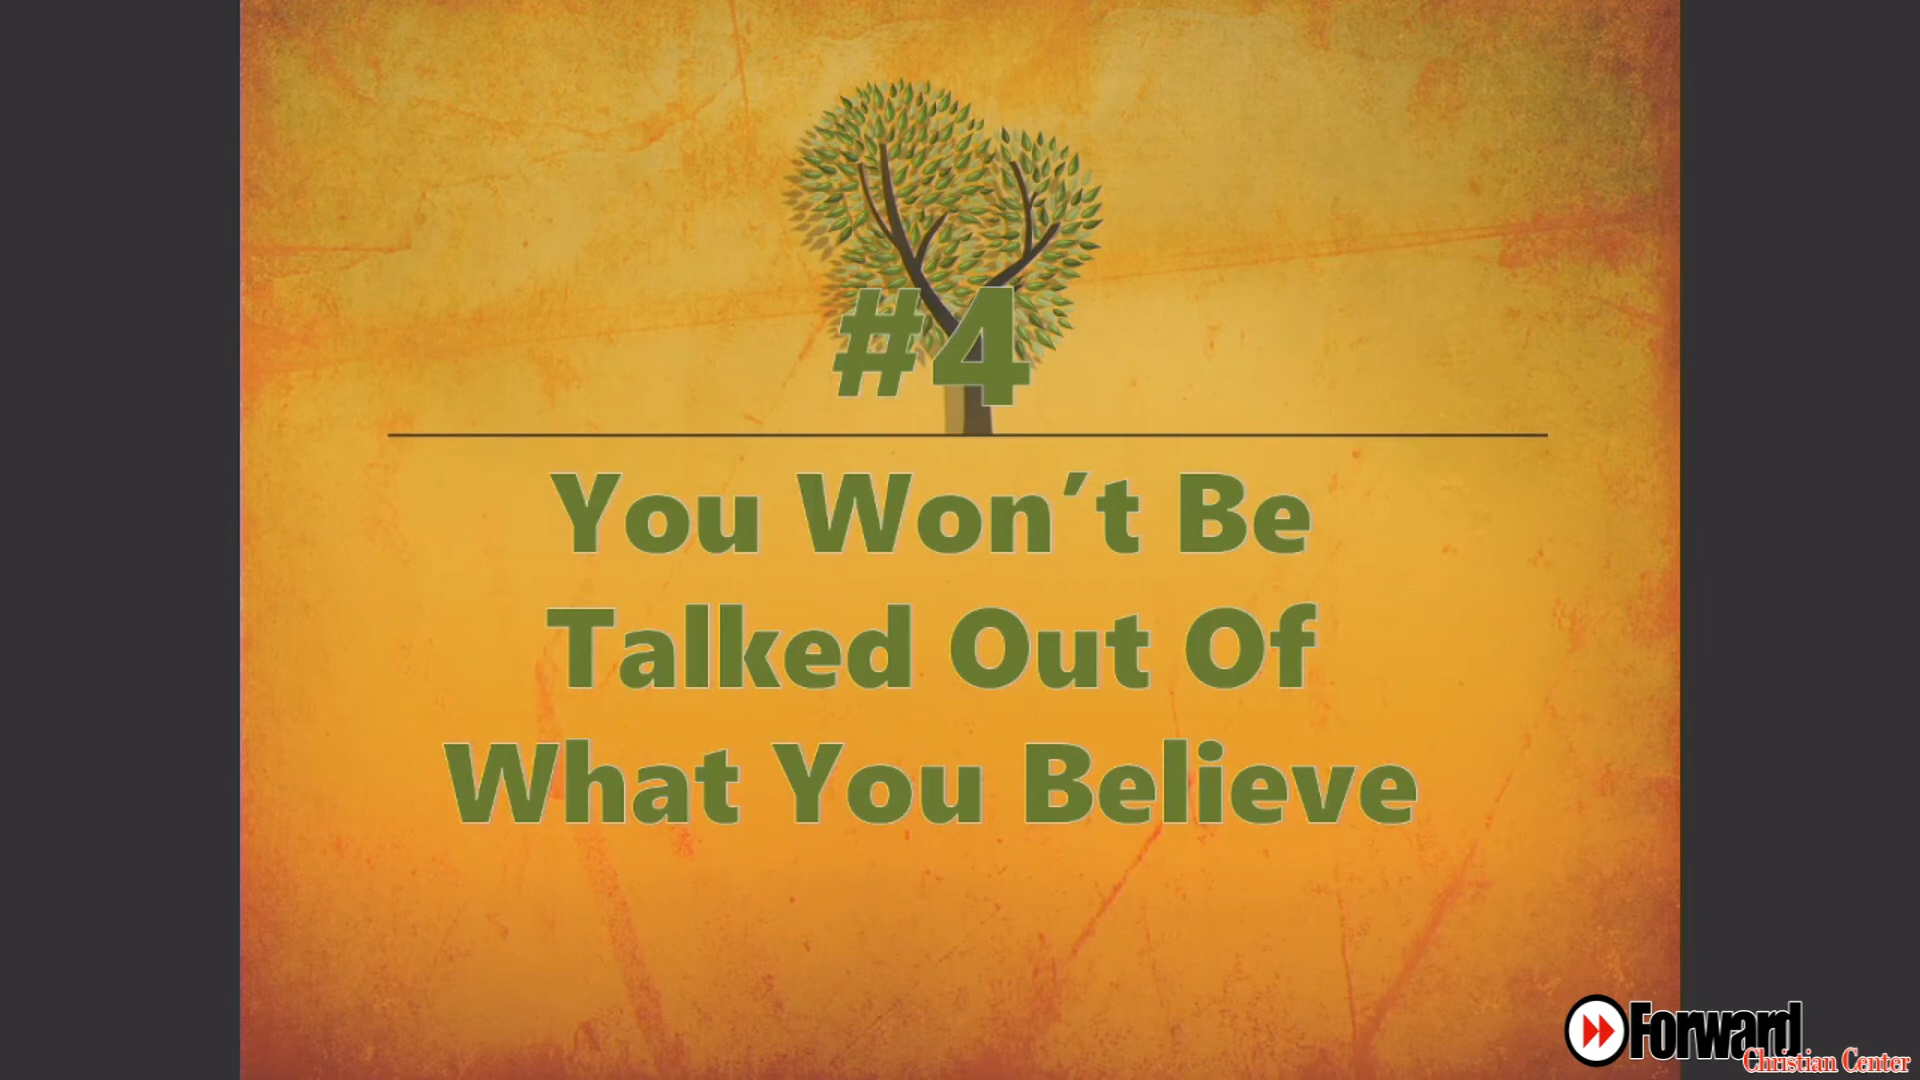 #4
You Won't Be
Talked Out Of
What You Believe
Forward
Christian Center